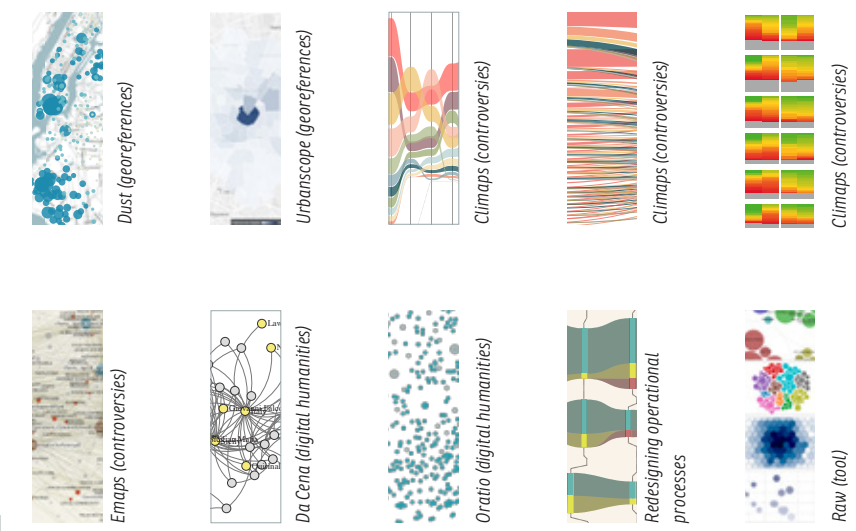 Dust (georeferences)
Urbanscope (georeferences)
Climaps (controversies)
Climaps (controversies)
Climaps (controversies)
Emaps (controversies)
Da Cena (digital humanities)
Oratio (digital humanities)
Redesigning operational
processes
Raw (tool)